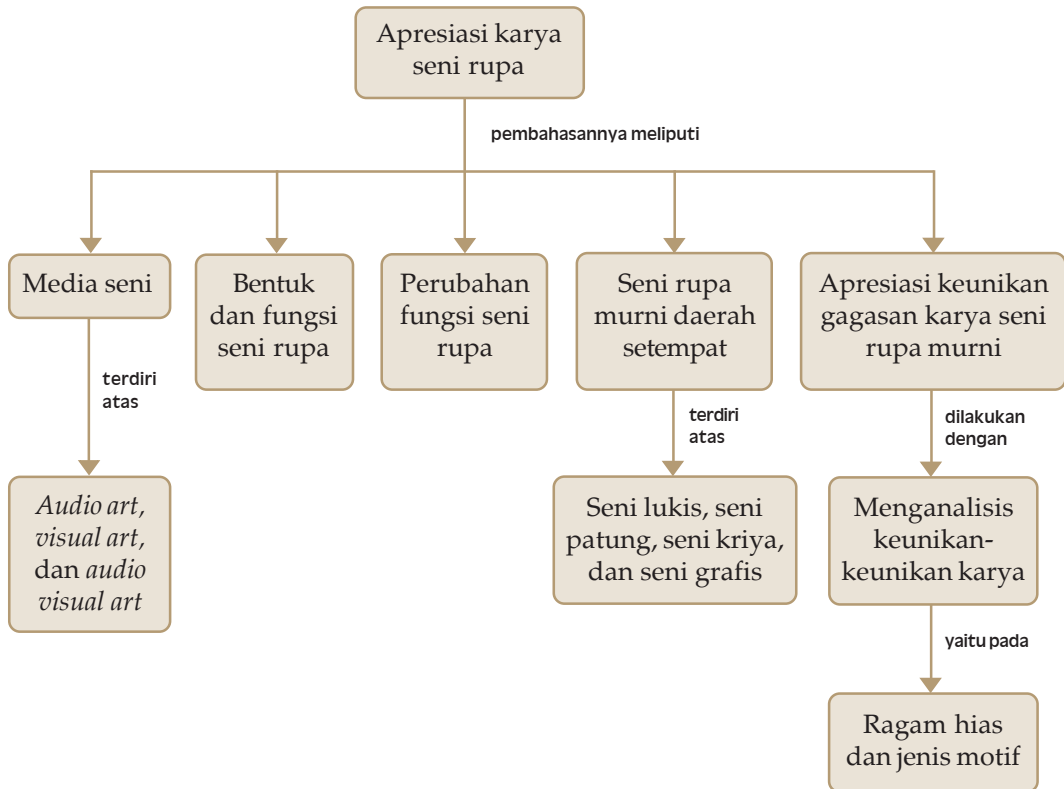 Apresiasi karya
seni rupa
pembahasannya meliputi
Media seni
Bentuk
dan fungsi
seni rupa
Perubahan
fungsi seni
rupa
Seni rupa
murni daerah
setempat
Apresiasi keunikan
gagasan karya seni
rupa murni
terdiri
atas
terdiri
atas
dilakukan
dengan
Audio art,
visual art,
dan audio
visual art
Seni lukis, seni
patung, seni kriya,
dan seni grafis
Menganalisis
keunikan-
keunikan karya
yaitu pada
Ragam hias
dan jenis motif